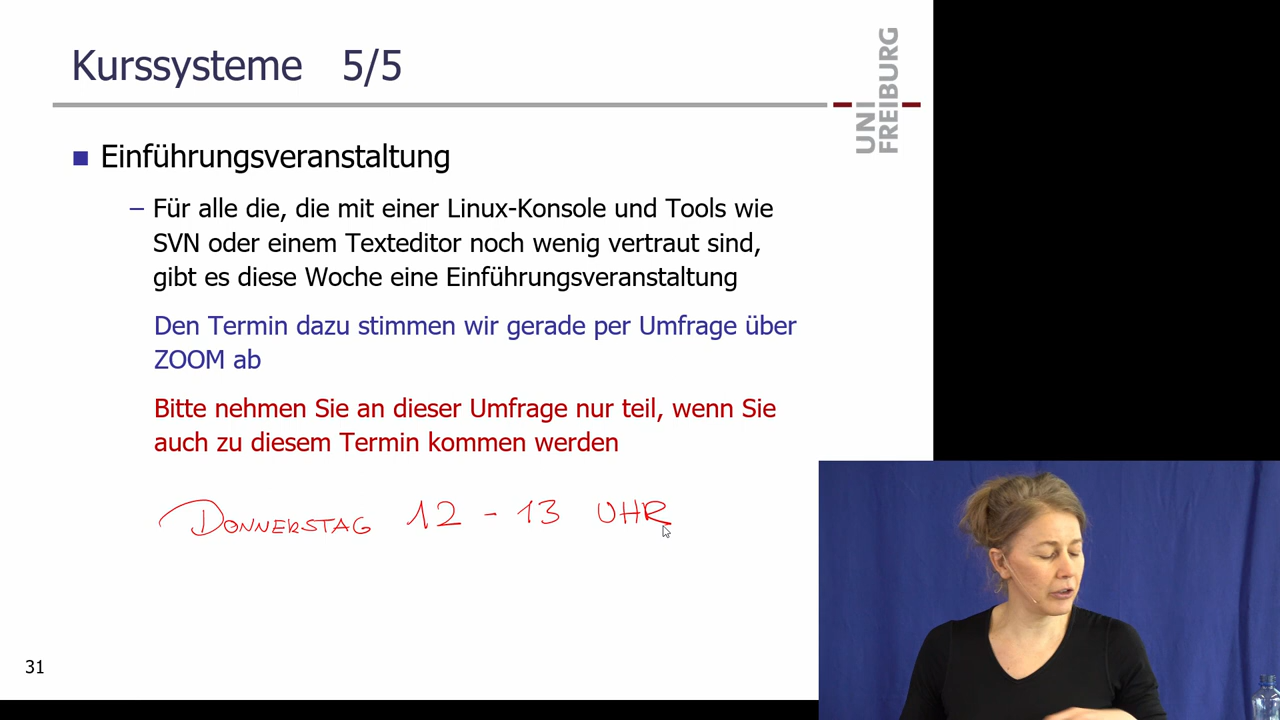 Kurssysteme 5/5
UNI
FREIBURG
Einführungsveranstaltung
– Für alle die, die mit einer Linux-Konsole und Tools wie
SVN oder einem Texteditor noch wenig vertraut sind,
gibt es diese Woche eine Einführungsveranstaltung
Den Termin dazu stimmen wir gerade per Umfrage über
ZOOM ab
Bitte nehmen Sie an dieser Umfrage nur teil, wenn Sie
auch zu diesem Termin kommen werden
DONNERSTAG 12 - 13 UHR
31